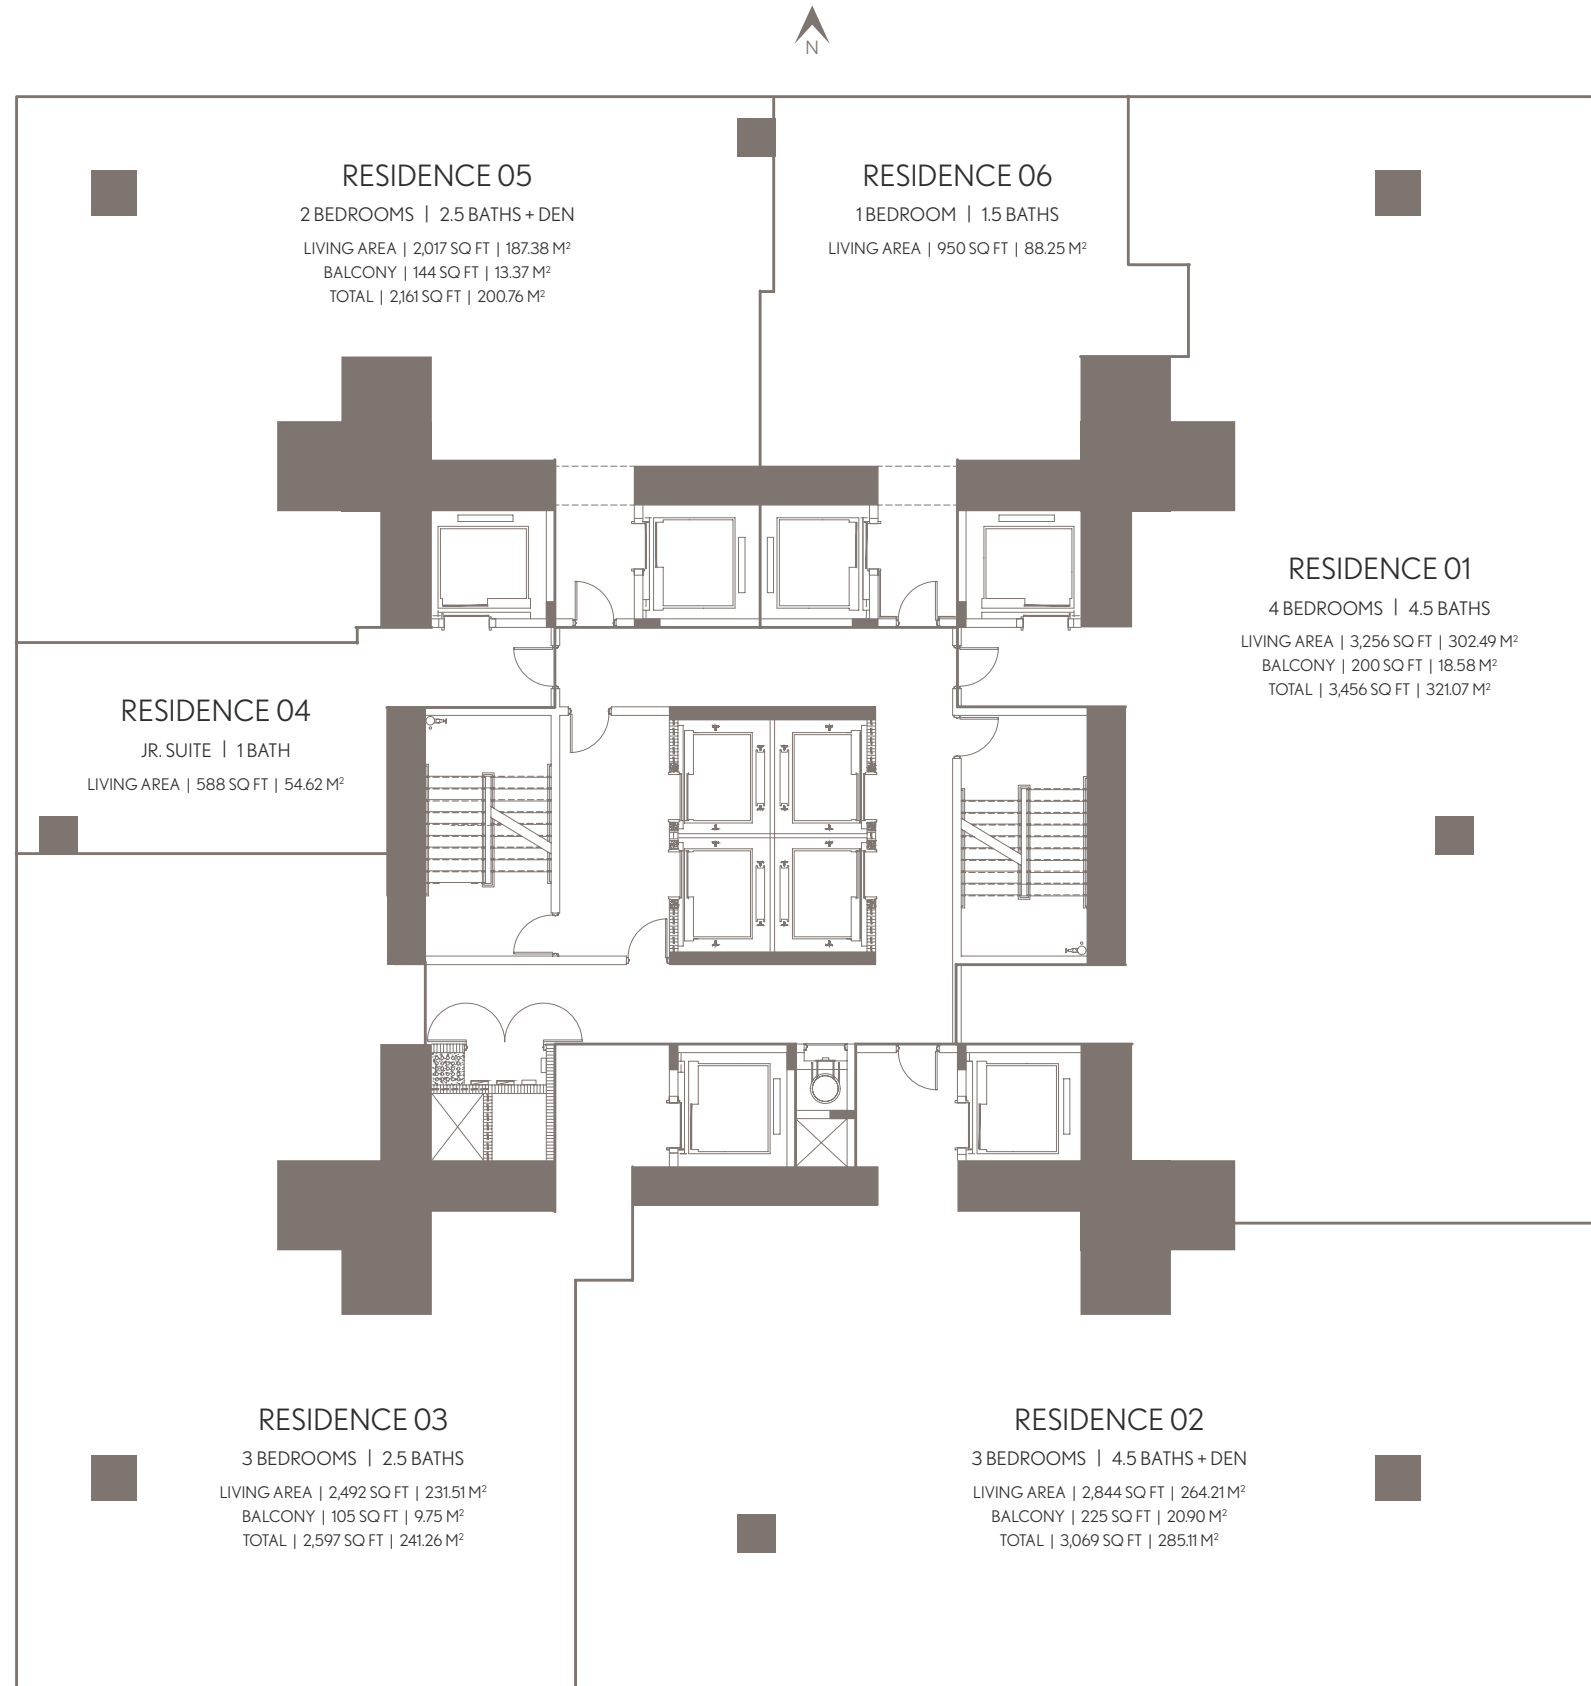 N
RESIDENCE 05
2 BEDROOMS | 2.5 BATHS + DEN
LIVING AREA | 2,017 SQ FT | 187.38 M²
BALCONY | 144 SQ FT | 13.37 M²
TOTAL | 2,161 SQ FT | 200.76 M²
RESIDENCE 06
1 BEDROOM | 1.5 BATHS
LIVING AREA | 950 SQ FT | 88.25 M²
RESIDENCE 01
4 BEDROOMS | 4.5 BATHS
LIVING AREA | 3,256 SQ FT | 302.49 M²
BALCONY | 200 SQ FT | 18.58 M²
TOTAL | 3,456 SQ FT | 321.07 M²
RESIDENCE 04
JR. SUITE | 1 BATH
LIVING AREA | 588 SQ FT | 54.62 M²
RESIDENCE 03
3 BEDROOMS | 2.5 BATHS
LIVING AREA | 2,492 SQ FT | 231.51 M²
BALCONY | 105 SQ FT | 9.75 M²
TOTAL | 2,597 SQ FT | 241.26 M²
RESIDENCE 02
3 BEDROOMS | 4.5 BATHS + DEN
LIVING AREA | 2,844 SQ FT | 264.21 M²
BALCONY | 225 SQ FT | 20.90 M²
TOTAL | 3,069 SQ FT | 285.11 M²